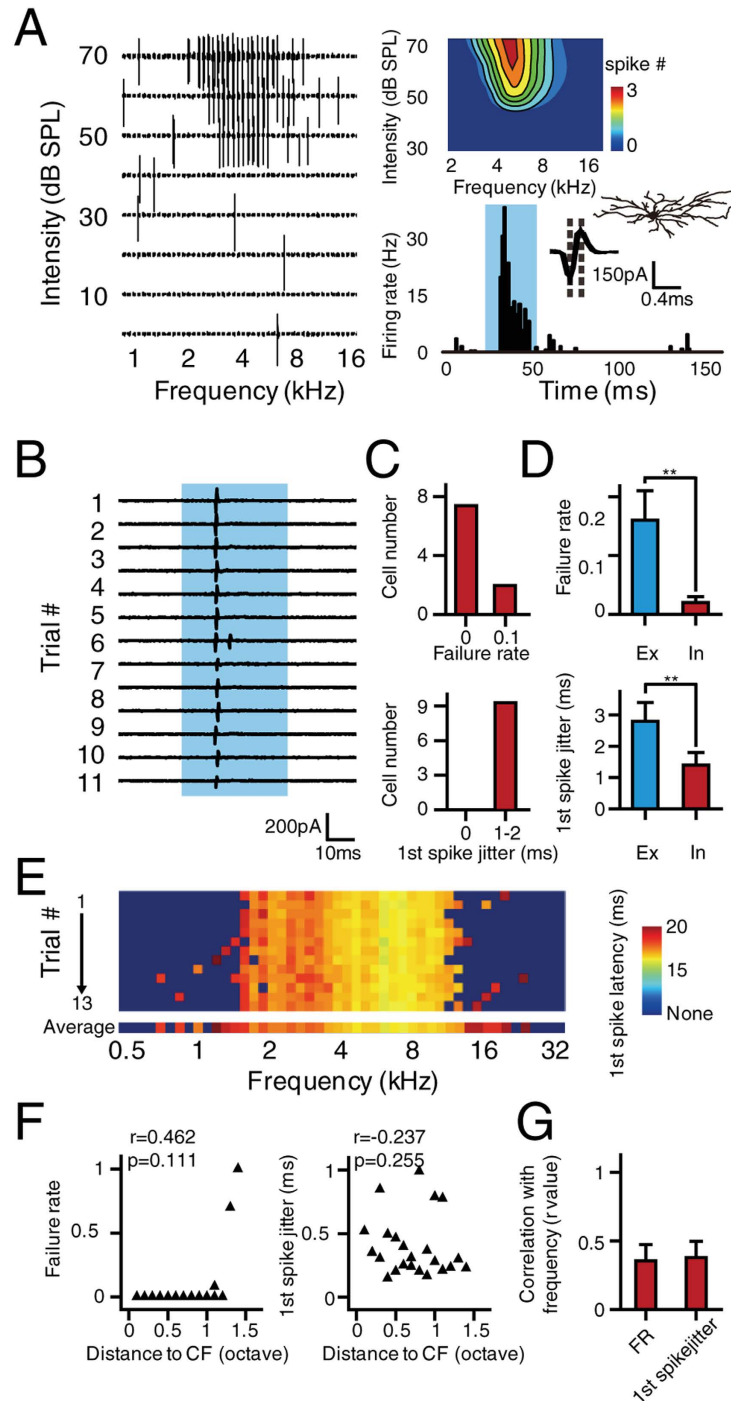 A
Intensity (dB SPL)
70
50
30
10
1 2 4 8 16
Frequency (kHz)
Intensity (dB SPL)
70
50
30
2 4 8 16
Frequency (kHz)
spike #
3
0
Firing rate (Hz)
30
15
0
0 50 100 150
Time (ms)
150pA
0.4ms
B
Trial #
1
2
3
4
5
6
7
8
9
10
11
200pA
10ms
C
Cell number
8
4
0
0 0.1
Failure rate
Cell number
9
6
3
0
0 1-2
1st spike jitter (ms)
D
Failure rate
0.2
0.1
0
**
Ex In
1st spike jitter (ms)
3
2
1
0
**
Ex In
E
Trial #
1
13
Average
0.5 1 2 4 8 16 32
Frequency (kHz)
1st spike latency (ms)
20
15
None
F
r=0.462
p=0.111
Failure rate
1
0.5
0
0 0.5 1 1.5
Distance to CF (octave)
r=-0.237
p=0.255
1st spike jitter (ms)
1
0.5
0
0 0.5 1 1.5
Distance to CF (octave)
G
Correlation with
frequency (r value)
1
0.5
0
FR
1st spikejitter